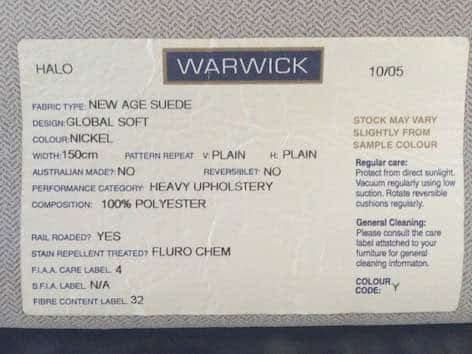 HALO
WARWICK
10/05
FABRIC TYPE: NEW AGE SUEDE
DESIGN: GLOBAL SOFT
COLOUR: NICKEL
WIDTH: 150cm PATTERN REPEAT V: PLAIN H: PLAIN
AUSTRALIAN MADE?: NO REVERSIBLE?: NO
PERFORMANCE CATEGORY: HEAVY UPHOLSTERY
COMPOSITION: 100% POLYESTER
RAIL ROADED? YES
STAIN REPELLENT TREATED? FLURO CHEM
F.I.A.A. CARE LABEL. 4
S.F.I.A. LABEL. N/A
FIBRE CONTENT LABEL. 32
STOCK MAY VARY
SLIGHTLY FROM
SAMPLE COLOUR
Regular care:
Protect from direct sunlight.
Vacuum regularly using low
suction. Rotate reversible
cushions regularly.
General Cleaning:
Please consult the care
label attatched to your
furniture for general
cleaning informaton.
COLOUR
CODE: Y